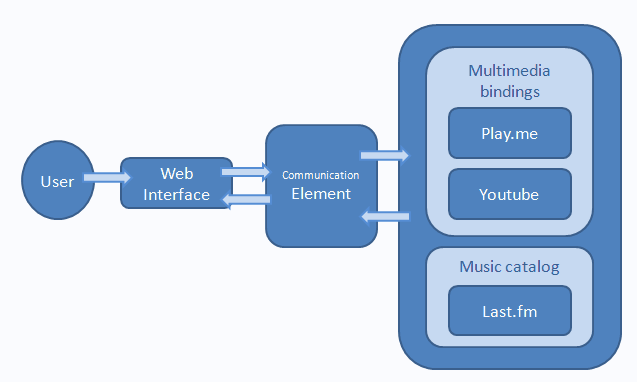 User
Web
Interface
Communication
Element
Multimedia
bindings
Play.me
Youtube
Music catalog
Last.fm